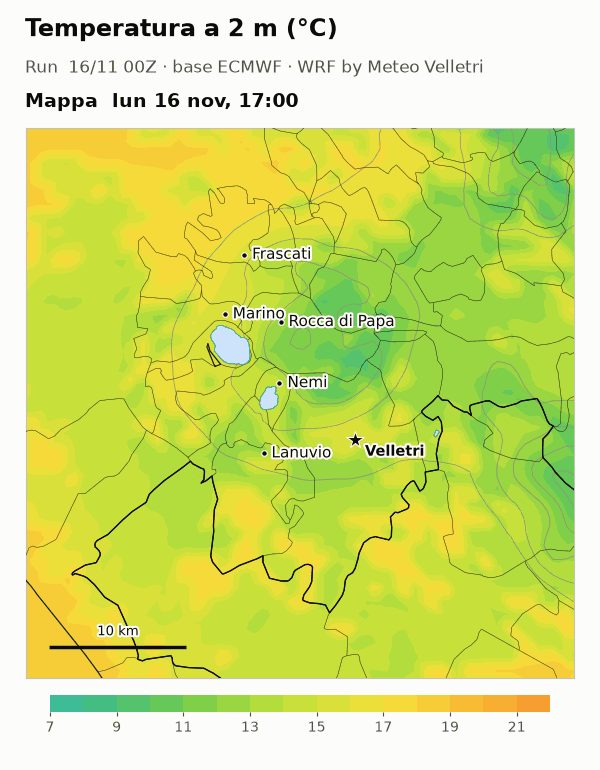 Temperatura a 2 m (°C)
Run  16/11 00Z · base ECMWF · WRF by Meteo Velletri
Mappa  lun 16 nov, 17:00
Frascati
Marino
Rocca di Papa
Nemi
Velletri
Lanuvio
10 km
7 9 11 13 15 17 19 21